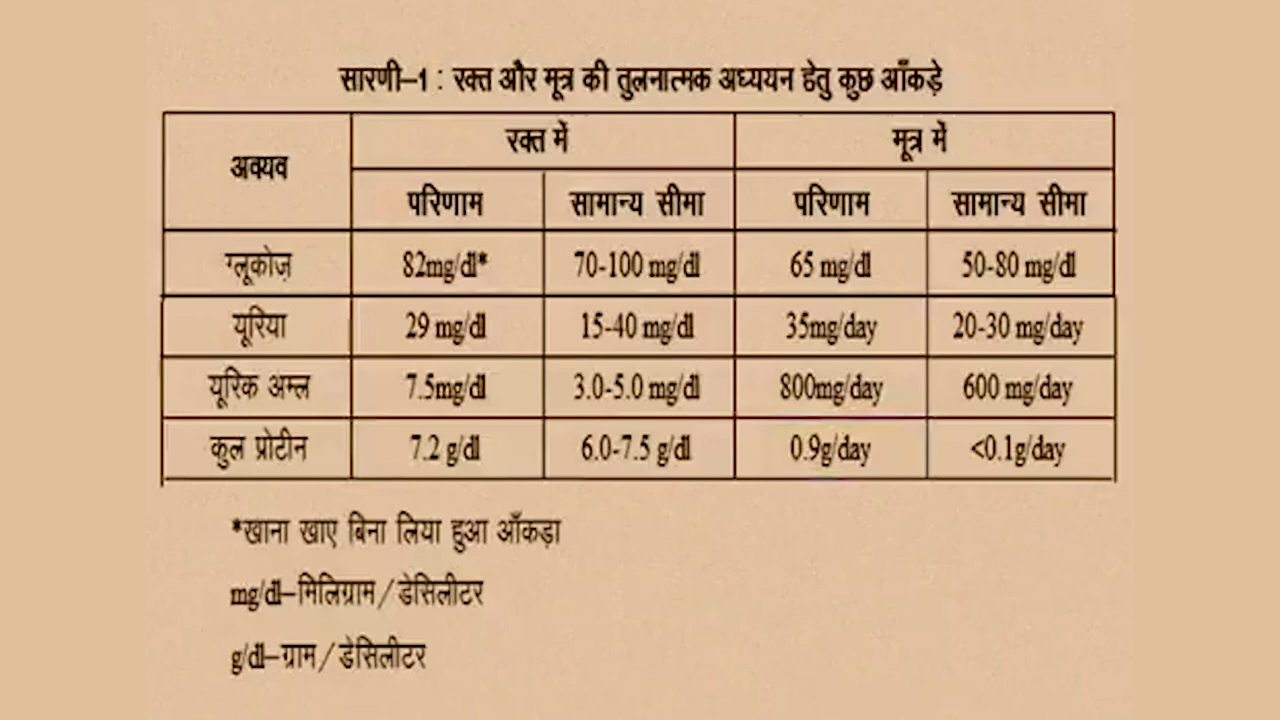 सारणी–1 : रक्त और मूत्र की तुलनात्मक अध्ययन हेतु कुछ आँकड़े
अवयव रक्त में मूत्र में
परिणाम सामान्य सीमा परिणाम सामान्य सीमा
ग्लूकोज़ 82mg/dl* 70-100 mg/dl 65 mg/dl 50-80 mg/dl
यूरिया 29 mg/dl 15-40 mg/dl 35mg/day 20-30 mg/day
यूरिक अम्ल 7.5mg/dl 3.0-5.0 mg/dl 800mg/day 600 mg/day
कुल प्रोटीन 7.2 g/dl 6.0-7.5 g/dl 0.9g/day <0.1g/day
*खाना खाए बिना लिया हुआ आँकड़ा
mg/dl–मिलिग्राम/डेसिलीटर
g/dl–ग्राम/डेसिलीटर